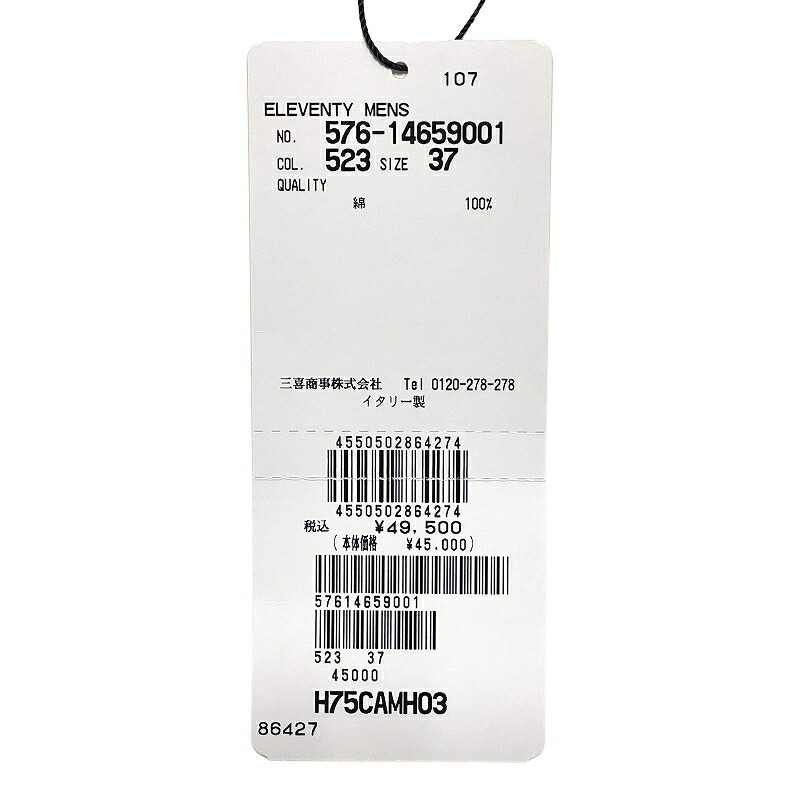 107
ELEVENTY MENS
NO. 576-14659001
COL. 523 SIZE 37
QUALITY
綿 100%
三喜商事株式会社 Tel 0120-278-278
イタリー製
4550502864274
4550502864274
税込 ¥49,500
(本体価格 ¥45,000)
57614659001
523 37
45000
H75CAMH03
86427